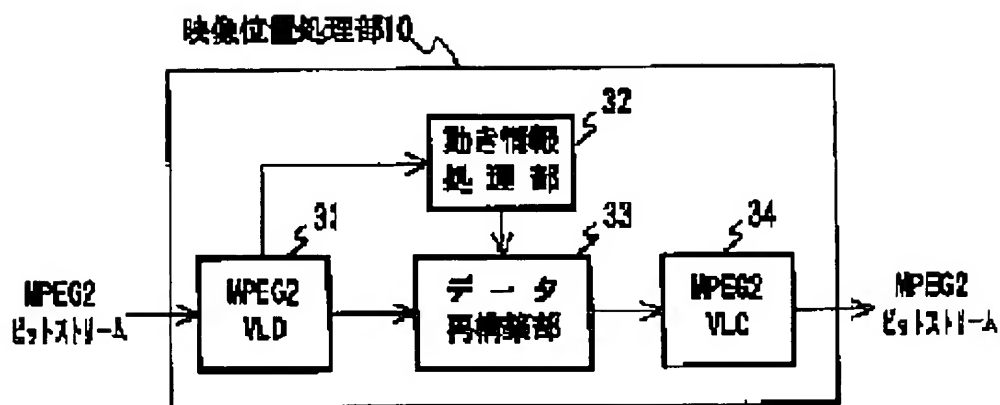 映像位置処理部10
32
動き情報
処理部
31
33
34
MPEG2
ビットストリーム
MPEG2
VLD
データ
再構築部
MPEG2
VLC
MPEG2
ビットストリーム